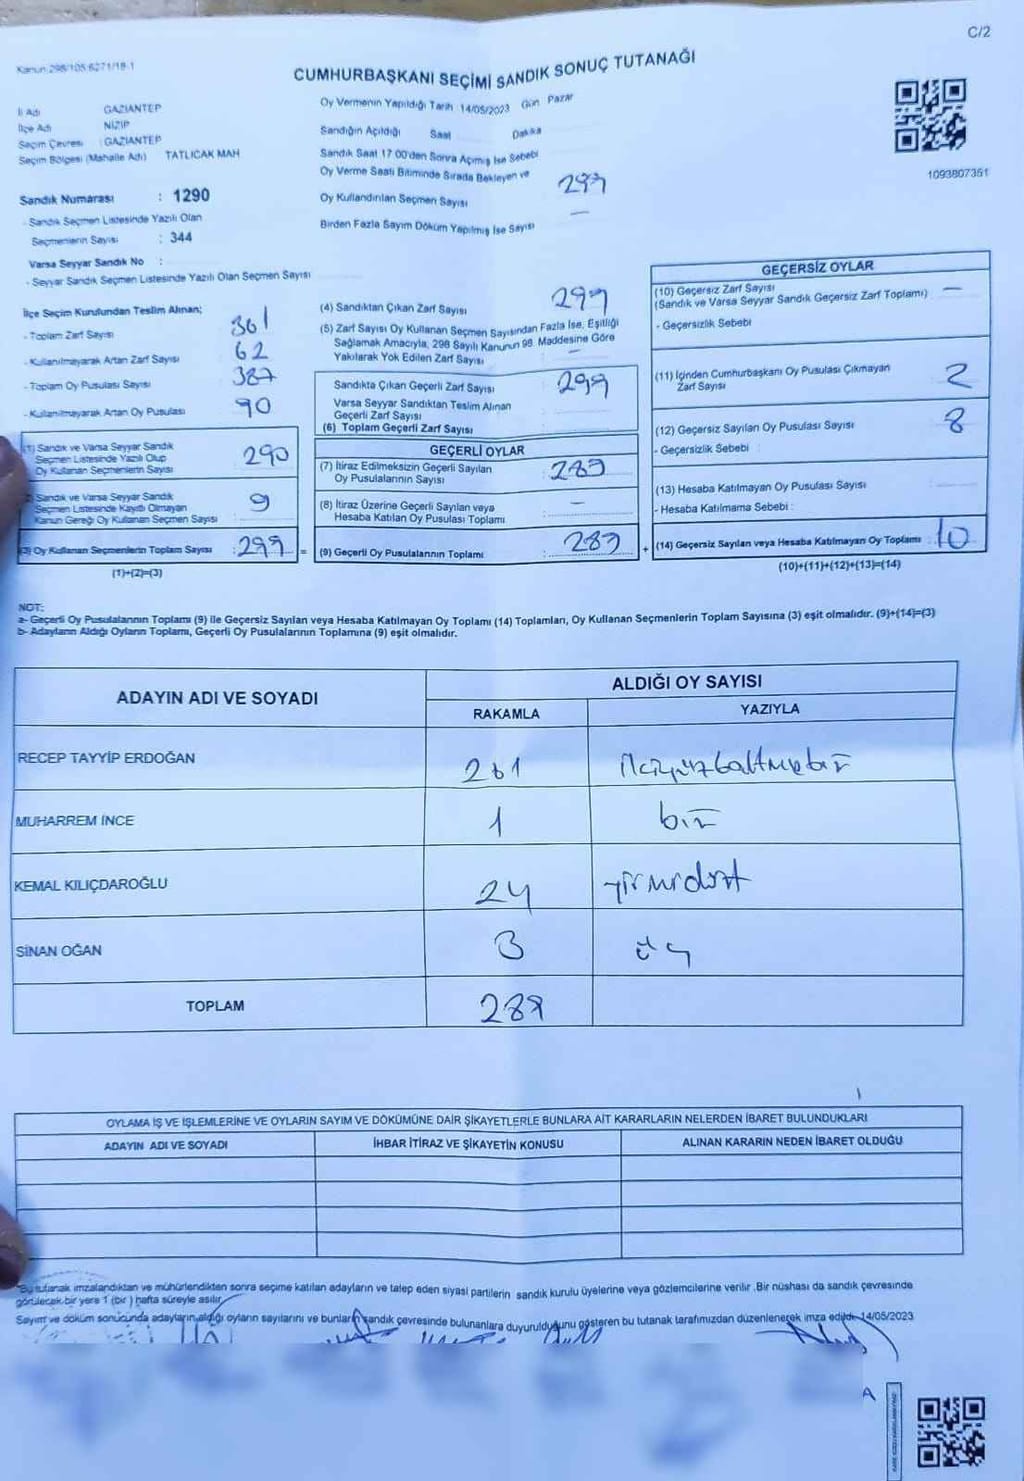 C/2
Kanun:298/105:6271/18-1
CUMHURBAŞKANI SEÇİMİ SANDIK SONUÇ TUTANAĞI
İl Adı GAZİANTEP
İlçe Adı NİZİP
Seçim Çevresi : GAZİANTEP
Seçim Bölgesi (Mahalle Adı) TATLICAK MAH
Sandık Numarası : 1290
- Sandık Seçmen Listesinde Yazılı Olan
Seçmenlerin Sayısı : 344
Varsa Seyyar Sandık No :
- Seyyar Sandık Seçmen Listesinde Yazılı Olan Seçmen Sayısı
Oy Vermenin Yapıldığı Tarih :14/05/2023 Gün Pazar
Sandığın Açıldığı Saat Dakika
Sandık Saat 17:00'den Sonra Açılmış İse Sebebi
Oy Verme Saati Bitiminde Sırada Bekleyen ve
Oy Kullandırılan Seçmen Sayısı 299
Birden Fazla Sayım Döküm Yapılmış İse Sayısı —
1093807351
İlçe Seçim Kurulundan Teslim Alınan;
- Toplam Zarf Sayısı 361
- Kullanılmayarak Artan Zarf Sayısı 62
- Toplam Oy Pusulası Sayısı 387
- Kullanılmayarak Artan Oy Pusulası 90
(1) Sandık ve Varsa Seyyar Sandık
Seçmen Listesinde Yazılı Olup
Oy Kullanan Seçmenlerin Sayısı 290
Sandık ve Varsa Seyyar Sandık
Seçmen Listesinde Kayıtlı Olmayan
Kanun Gereği Oy Kullanan Seçmen Sayısı 9
(3) Oy Kullanan Seçmenlerin Toplam Sayısı :299 =
(1)+(2)=(3)
(4) Sandıktan Çıkan Zarf Sayısı 299
(5) Zarf Sayısı Oy Kullanan Seçmen Sayısından Fazla İse, Eşitliği
Sağlamak Amacıyla, 298 Sayılı Kanunun 98. Maddesine Göre
Yakılarak Yok Edilen Zarf Sayısı —
Sandıkta Çıkan Geçerli Zarf Sayısı 299
Varsa Seyyar Sandıktan Teslim Alınan
Geçerli Zarf Sayısı
(6) Toplam Geçerli Zarf Sayısı
GEÇERLİ OYLAR
(7) İtiraz Edilmeksizin Geçerli Sayılan
Oy Pusulalarının Sayısı 289
(8) İtiraz Üzerine Geçerli Sayılan veya
Hesaba Katılan Oy Pusulası Toplamı —
(9) Geçerli Oy Pusulalarının Toplamı : 289 +
GEÇERSİZ OYLAR
(10) Geçersiz Zarf Sayısı —
(Sandık ve Varsa Seyyar Sandık Geçersiz Zarf Toplamı)
- Geçersizlik Sebebi
(11) İçinden Cumhurbaşkanı Oy Pusulası Çıkmayan
Zarf Sayısı 2
(12) Geçersiz Sayılan Oy Pusulası Sayısı 8
- Geçersizlik Sebebi
(13) Hesaba Katılmayan Oy Pusulası Sayısı
- Hesaba Katılmama Sebebi :
(14) Geçersiz Sayılan veya Hesaba Katılmayan Oy Toplamı : 10
(10)+(11)+(12)+(13)=(14)
NOT:
a- Geçerli Oy Pusulalarının Toplamı (9) ile Geçersiz Sayılan veya Hesaba Katılmayan Oy Toplamı (14) Toplamları, Oy Kullanan Seçmenlerin Toplam Sayısına (3) eşit olmalıdır. (9)+(14)=(3)
b- Adayların Aldığı Oyların Toplamı, Geçerli Oy Pusulalarının Toplamına (9) eşit olmalıdır.
ADAYIN ADI VE SOYADI ALDIĞI OY SAYISI
RAKAMLA YAZIYLA
RECEP TAYYİP ERDOĞAN 261 ikiyüzaltmışbir
MUHARREM İNCE 1 bir
KEMAL KILIÇDAROĞLU 24 yirmidört
SİNAN OĞAN 3 üç
TOPLAM 289
OYLAMA İŞ VE İŞLEMLERİNE VE OYLARIN SAYIM VE DÖKÜMÜNE DAİR ŞİKAYETLERLE BUNLARA AİT KARARLARIN NELERDEN İBARET BULUNDUKLARI
ADAYIN ADI VE SOYADI İHBAR İTİRAZ VE ŞİKAYETİN KONUSU ALINAN KARARIN NEDEN İBARET OLDUĞU
*Bu tutanak imzalandıktan ve mühürlendikten sonra seçime katılan adayların ve talep eden siyasi partilerin sandık kurulu üyelerine veya gözlemcilerine verilir. Bir nüshası da sandık çevresinde
görülecek bir yere 1 (bir) hafta süreyle asılır.
Sayım ve döküm sonucunda adayların aldığı oyların sayılarını ve bunların sandık çevresinde bulunanlara duyurulduğunu gösteren bu tutanak tarafımızdan düzenlenerek imza edildi. 14/05/2023
A